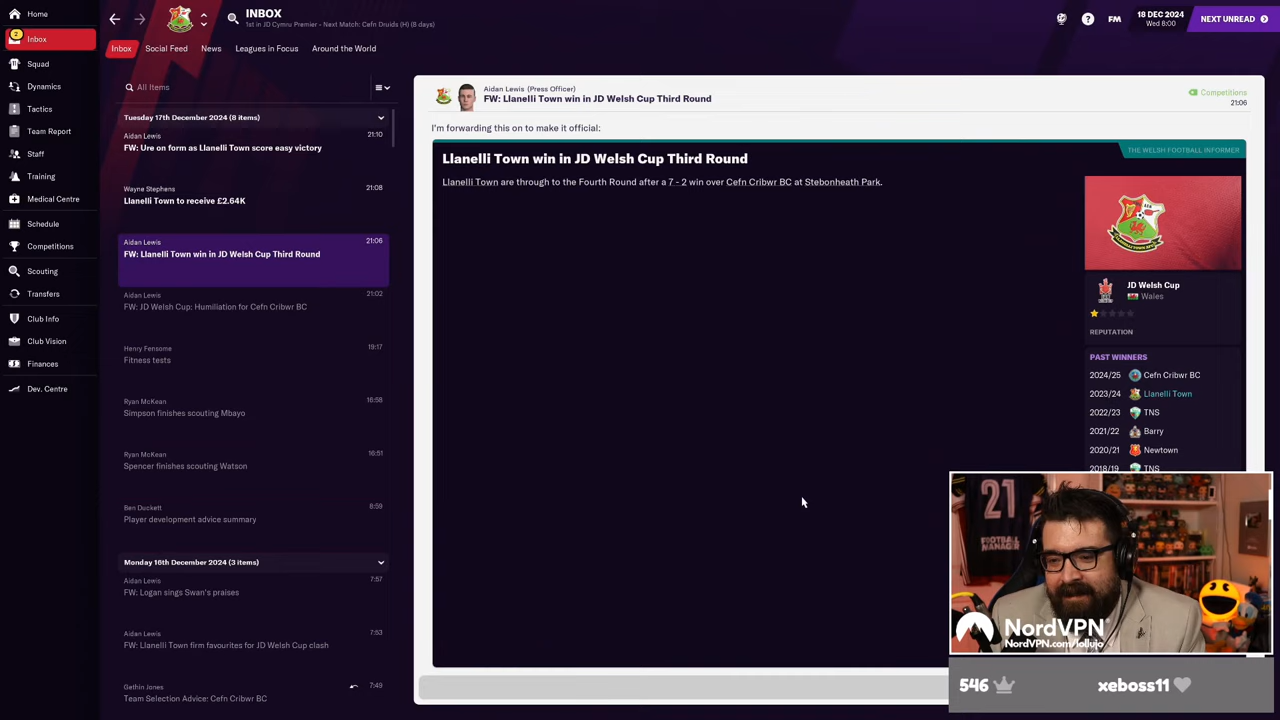 Home
INBOX
1st in JD Cymru Premier - Next Match: Cefn Druids (H) (8 days)
18 DEC 2024
Wed 8:00
FM
NEXT UNREAD
2
Inbox
Squad
Dynamics
Tactics
Team Report
Staff
Training
Medical Centre
Schedule
Competitions
Scouting
Transfers
Club Info
Club Vision
Finances
Dev. Centre
Inbox Social Feed News Leagues in Focus Around the World
All Items
Tuesday 17th December 2024 (8 items)
Aidan Lewis 21:10
FW: Ure on form as Llanelli Town score easy victory
Wayne Stephens 21:08
Llanelli Town to receive £2.64K
Aidan Lewis 21:06
FW: Llanelli Town win in JD Welsh Cup Third Round
Aidan Lewis 21:02
FW: JD Welsh Cup: Humiliation for Cefn Cribwr BC
Henry Fensome 19:17
Fitness tests
Ryan McKean 16:58
Simpson finishes scouting Mbayo
Ryan McKean 16:51
Spencer finishes scouting Watson
Ben Duckett 8:59
Player development advice summary
Monday 16th December 2024 (3 items)
Aidan Lewis 7:57
FW: Logan sings Swan's praises
Aidan Lewis 7:53
FW: Llanelli Town firm favourites for JD Welsh Cup clash
Gethin Jones 7:49
Team Selection Advice: Cefn Cribwr BC
Aidan Lewis (Press Officer)
FW: Llanelli Town win in JD Welsh Cup Third Round
Competitions
21:06
I'm forwarding this on to make it official:
Llanelli Town win in JD Welsh Cup Third Round
THE WELSH FOOTBALL INFORMER
Llanelli Town are through to the Fourth Round after a 7 - 2 win over Cefn Cribwr BC at Stebonheath Park.
JD Welsh Cup
Wales
REPUTATION
PAST WINNERS
2024/25 Cefn Cribwr BC
2023/24 Llanelli Town
2022/23 TNS
2021/22 Barry
2020/21 Newtown
2018/19 TNS
21
FOOTBALL
MANAGER
NordVPN®
NordVPN.com/lollujo
546 xeboss11